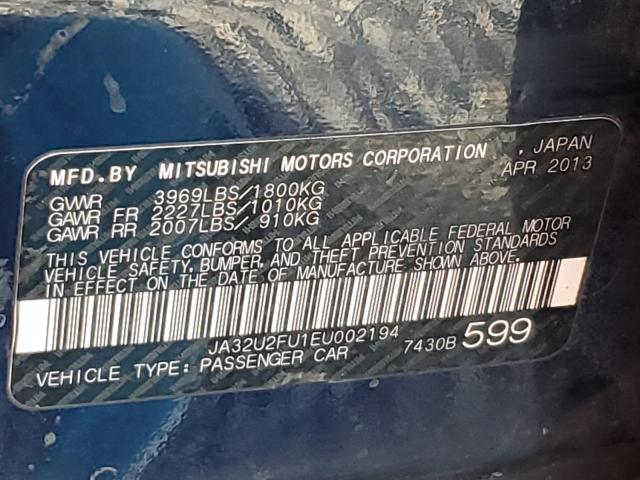 MFD.BY MITSUBISHI MOTORS CORPORATION , JAPAN
APR 2013
GVWR 3969LBS/1800KG
GAWR FR 2227LBS/1010KG
GAWR RR 2007LBS/ 910KG
THIS VEHICLE CONFORMS TO ALL APPLICABLE FEDERAL MOTOR
VEHICLE SAFETY, BUMPER, AND THEFT PREVENTION STANDARDS
IN EFFECT ON THE DATE OF MANUFACTURE SHOWN ABOVE.
JA32U2FU1EU002194 7430B 599
VEHICLE TYPE: PASSENGER CAR